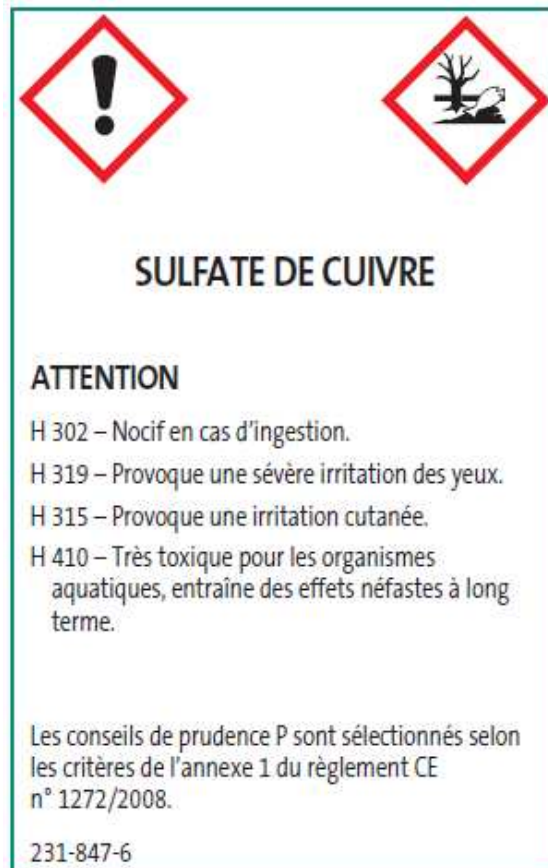 SULFATE DE CUIVRE
ATTENTION
H 302 – Nocif en cas d’ingestion.
H 319 – Provoque une sévère irritation des yeux.
H 315 – Provoque une irritation cutanée.
H 410 – Très toxique pour les organismes
aquatiques, entraîne des effets néfastes à long
terme.
Les conseils de prudence P sont sélectionnés selon
les critères de l’annexe 1 du règlement CE
n° 1272/2008.
231-847-6